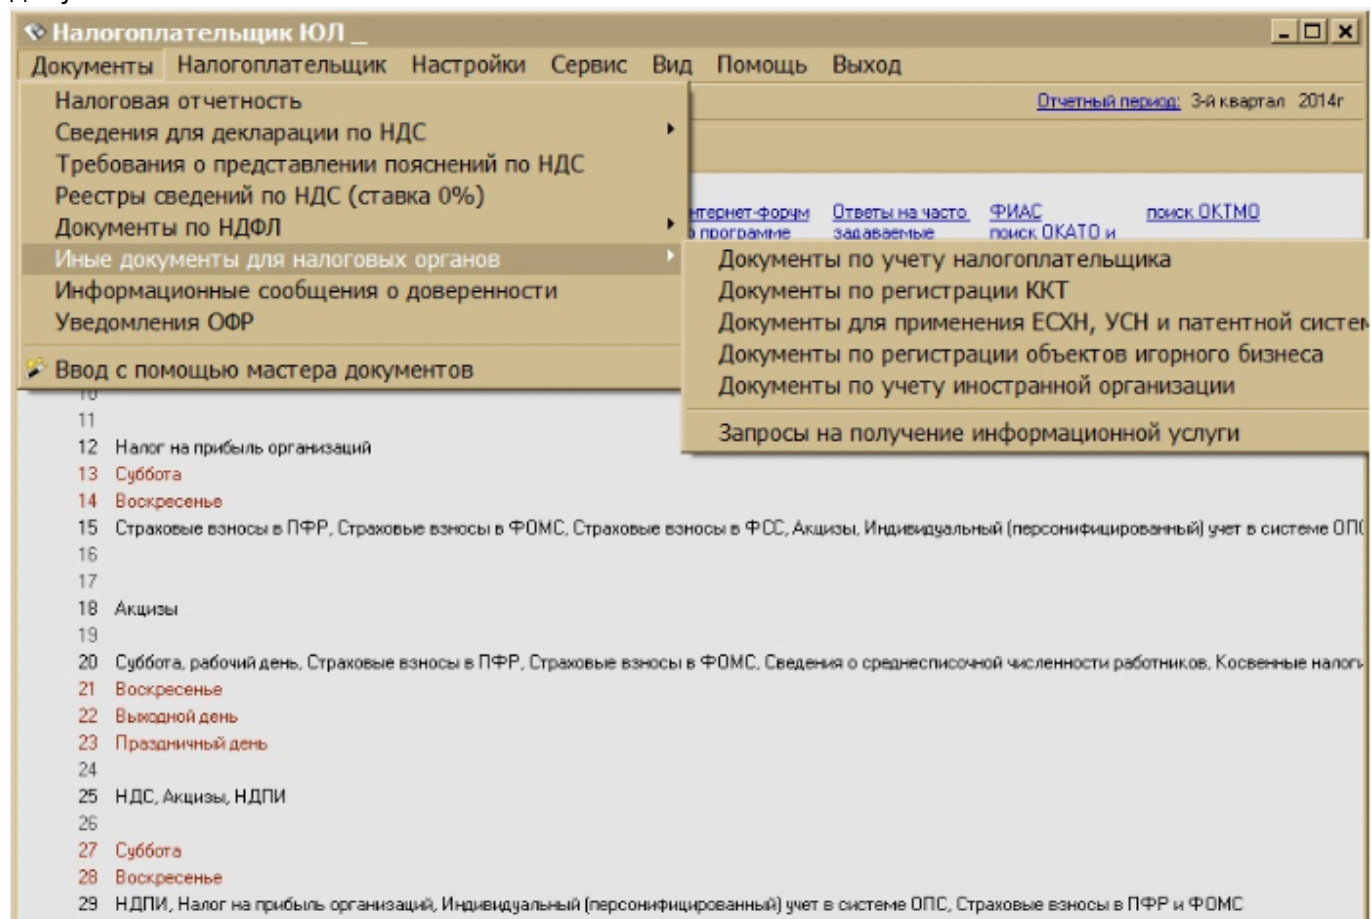 Налогоплательщик ЮЛ _
Документы Налогоплательщик Настройки Сервис Вид Помощь Выход
Налоговая отчетность
Отчетный период: 3-й квартал 2014г
Сведения для декларации по НДС
Требования о представлении пояснений по НДС
Реестры сведений по НДС (ставка 0%)
Документы по НДФЛ
Иные документы для налоговых органов
Информационные сообщения о доверенности
Уведомления ОФР
Ввод с помощью мастера документов
Ответы на часто задаваемые
ФИАС
поиск ОКАТО и
поиск ОКТМО
программе
Документы по учету налогоплательщика
Документы по регистрации ККТ
Документы для применения ЕСХН, УСН и патентной
Документы по регистрации объектов игорного бизнеса
Документы по учету иностранной организации
Запросы на получение информационной услуги
10
11
12 Налог на прибыль организаций
13 Суббота
14 Воскресенье
15 Страховые взносы в ПФР, Страховые взносы в ФОМС, Страховые взносы в ФСС, Акцизы, Индивидуальный (персонифицированный) учет в системе
16
17
18 Акцизы
19
20 Суббота, рабочий день, Страховые взносы в ПФР, Страховые взносы в ФОМС, Сведения о среднесписочной численности работников, Косвенные
21 Воскресенье
22 Выходной день
23 Праздничный день
24
25 НДС, Акцизы, НДПИ
26
27 Суббота
28 Воскресенье
29 НДПИ, Налог на прибыль организаций, Индивидуальный (персонифицированный) учет в системе ОПС, Страховые взносы в ПФР и ФОМС